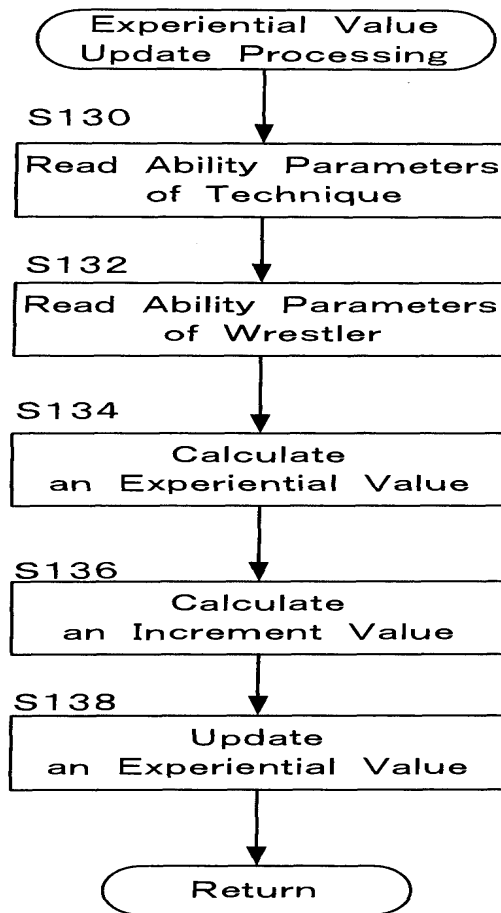 Experiential Value
Update Processing
S130
Read Ability Parameters
of Technique
S132
Read Ability Parameters
of Wrestler
S134
Calculate
an Experiential Value
S136
Calculate
an Increment Value
S138
Update
an Experiential Value
Return